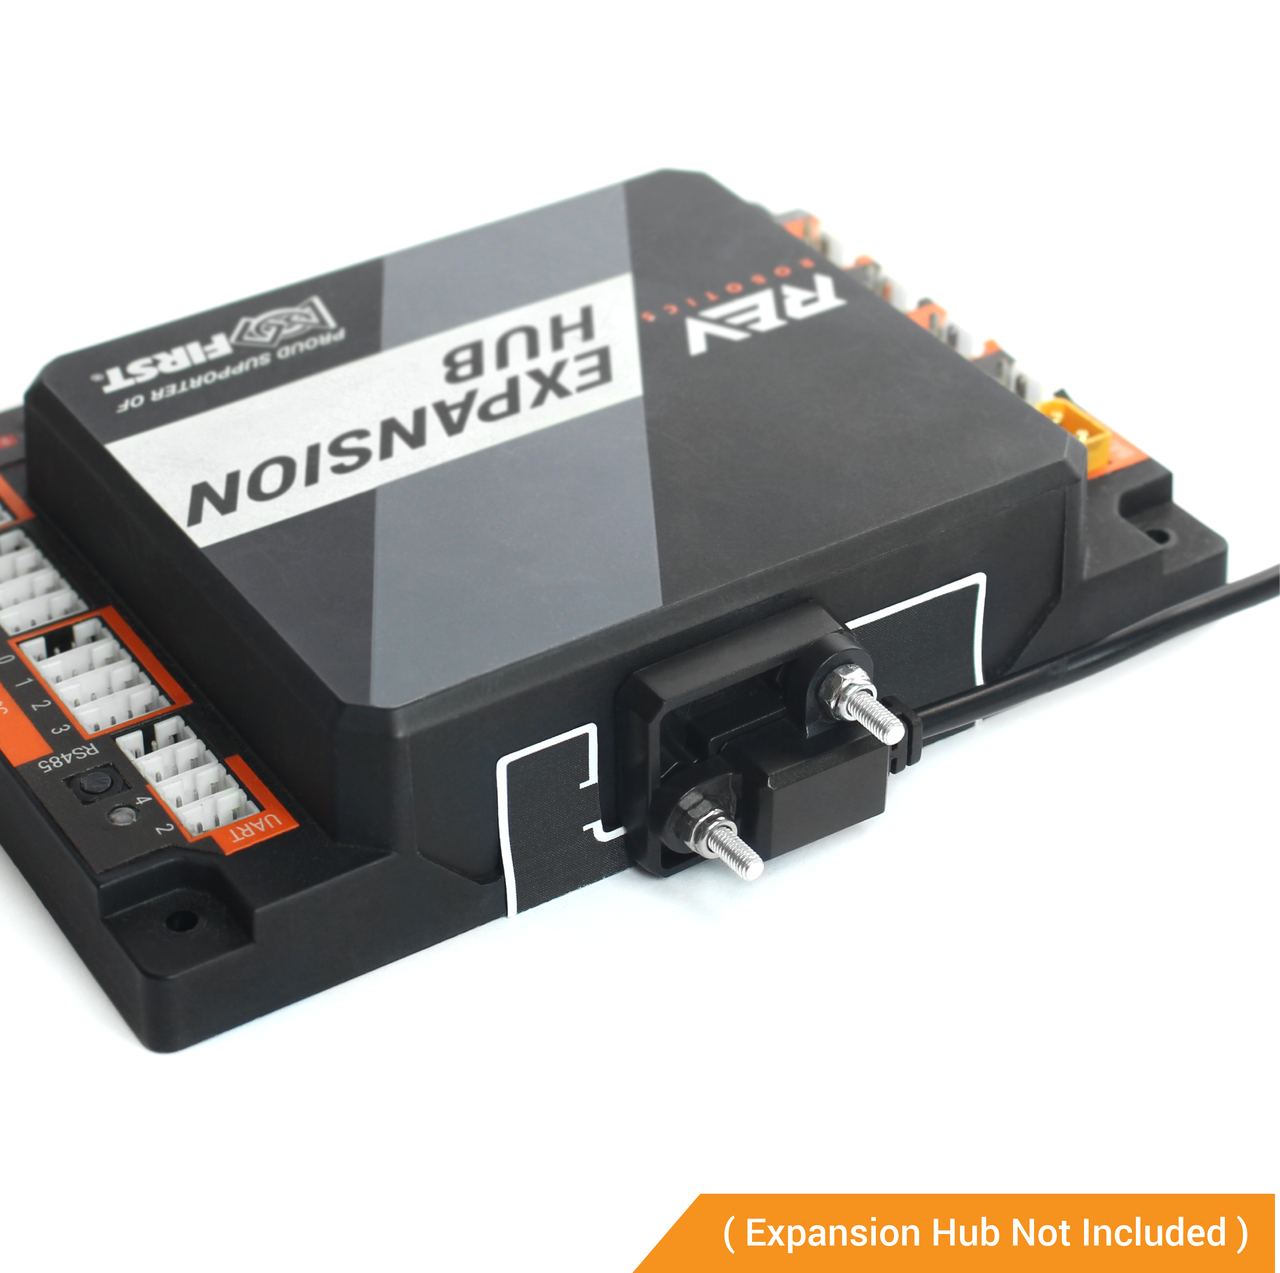 REV
ROBOTICS
EXPANSION
HUB
PROUD SUPPORTER OF
FIRST®
0
1
2
3
RS485
4
2
UART
( Expansion Hub Not Included )